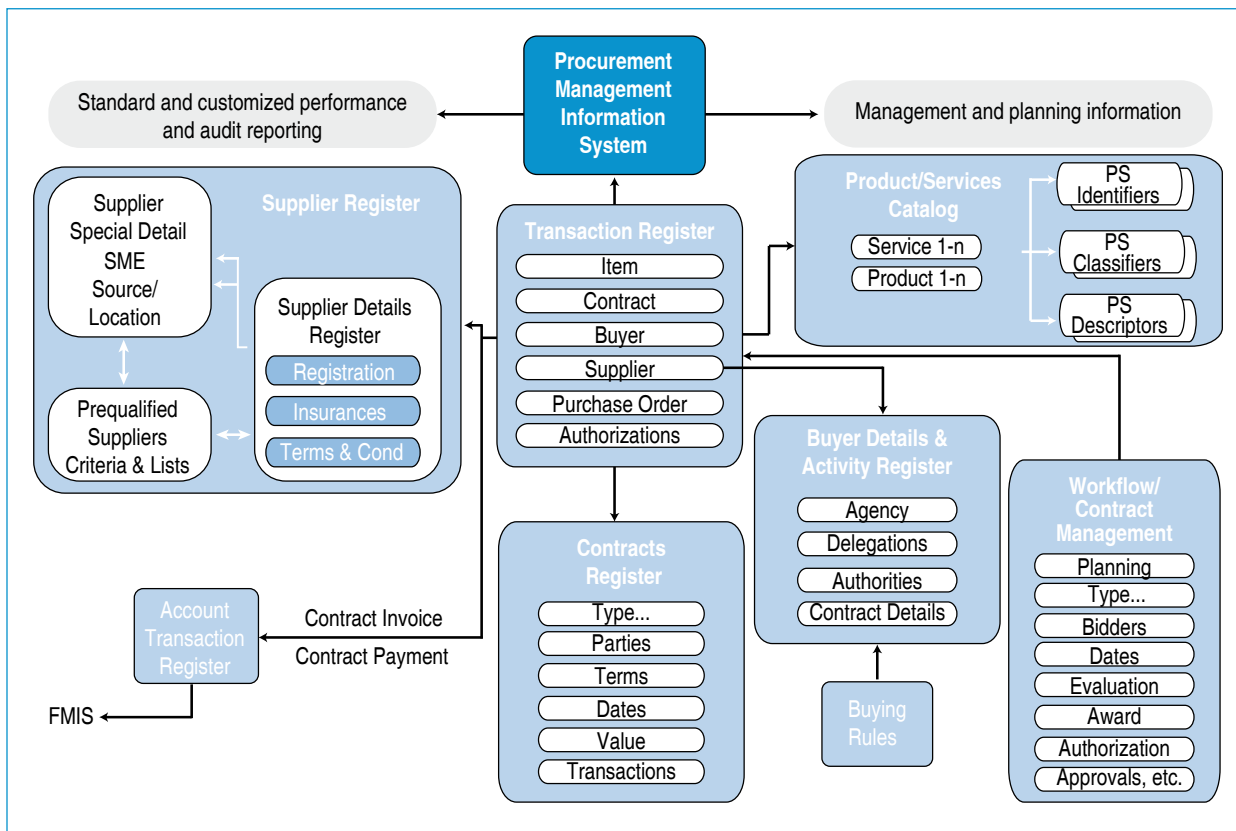 Procurement
Management
Information
System
Standard and customized performance
and audit reporting
Management and planning information
Supplier Register
Supplier
Special Detail
SME
Source/
Location
Supplier Details
Register
Registration
Insurances
Terms & Cond
Prequalified
Suppliers
Criteria & Lists
Transaction Register
Item
Contract
Buyer
Supplier
Purchase Order
Authorizations
Product/Services
Catalog
Service 1-n
Product 1-n
PS
Identifiers
PS
Classifiers
PS
Descriptors
Buyer Details &
Activity Register
Agency
Delegations
Authorities
Contract Details
Buying
Rules
Workflow/
Contract
Management
Planning
Type...
Bidders
Dates
Evaluation
Award
Authorization
Approvals, etc.
Contracts
Register
Type...
Parties
Terms
Dates
Value
Transactions
Account
Transaction
Register
Contract Invoice
Contract Payment
FMIS